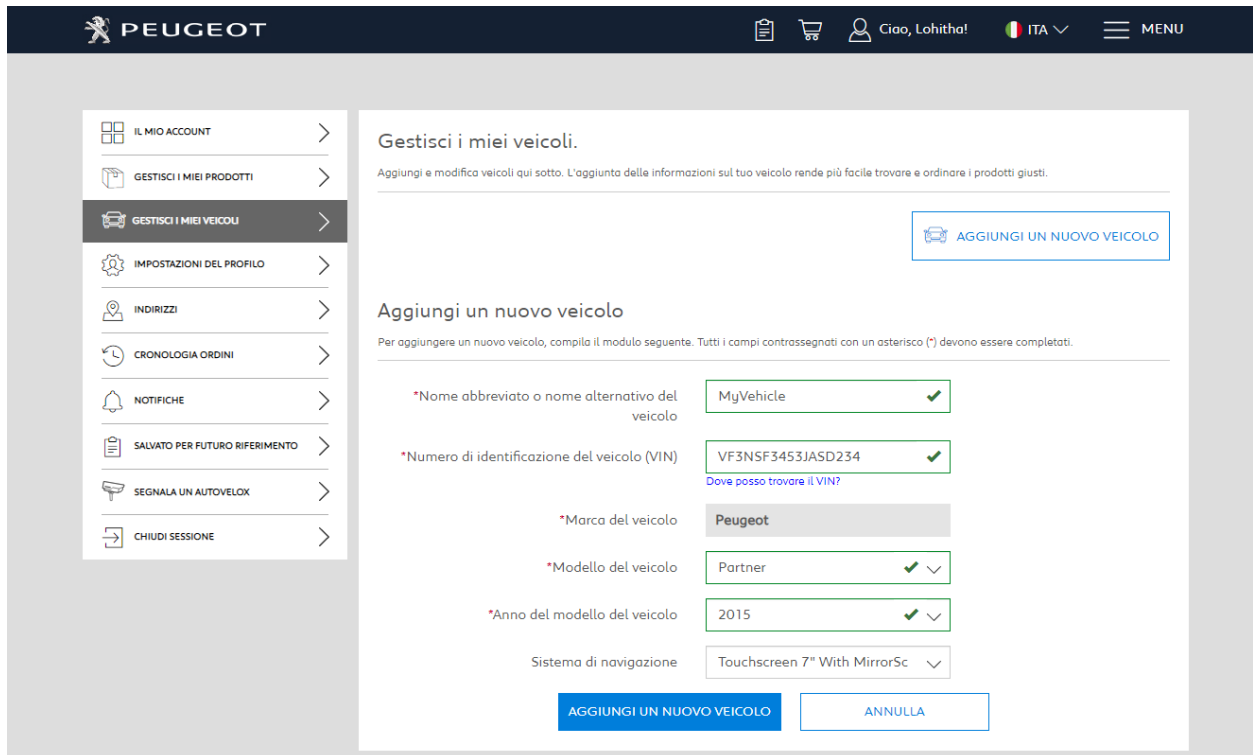 PEUGEOT
Ciao, Lohitha!
ITA
MENU
IL MIO ACCOUNT
GESTISCI I MIEI PRODOTTI
GESTISCI I MIEI VEICOLI
IMPOSTAZIONI DEL PROFILO
INDIRIZZI
CRONOLOGIA ORDINI
NOTIFICHE
SALVATO PER FUTURO RIFERIMENTO
SEGNALA UN AUTOVELOX
CHIUDI SESSIONE
Gestisci i miei veicoli.
Aggiungi e modifica veicoli qui sotto. L'aggiunta delle informazioni sul tuo veicolo rende più facile trovare e ordinare i prodotti giusti.
AGGIUNGI UN NUOVO VEICOLO
Aggiungi un nuovo veicolo
Per aggiungere un nuovo veicolo, compila il modulo seguente. Tutti i campi contrassegnati con un asterisco (*) devono essere completati.
*Nome abbreviato o nome alternativo del
veicolo
MyVehicle
*Numero di identificazione del veicolo (VIN)
VF3NSF3453JASD234
Dove posso trovare il VIN?
*Marca del veicolo
Peugeot
*Modello del veicolo
Partner
*Anno del modello del veicolo
2015
Sistema di navigazione
Touchscreen 7" With MirrorSc
AGGIUNGI UN NUOVO VEICOLO
ANNULLA